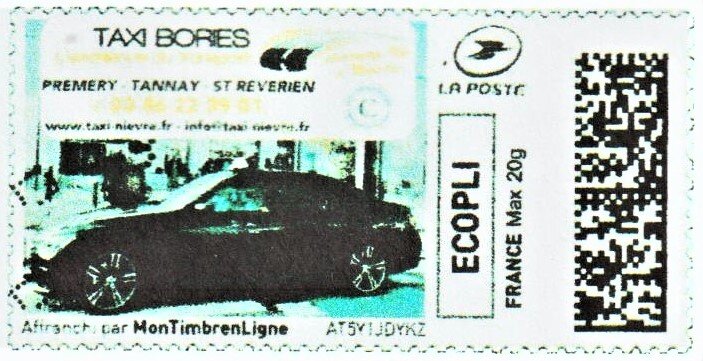 TAXI BORIES
PREMERY - TANNAY - ST REVERIEN
03 86 22 39 01
www.taxi-nievre.fr - info@taxi-nievre.fr
C
LA POSTE
ECOPLI
FRANCE Max 20g
Affranchi par MonTimbrenLigne
AT5Y1JDYKZ